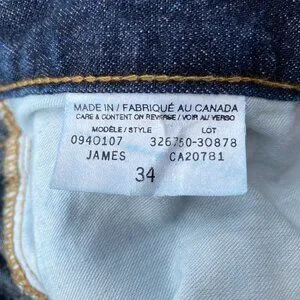 MADE IN / FABRIQUÉ AU CANADA
CARE & CONTENT ON REVERSE / VOIR AU VERSO
MODÈLE / STYLE LOT
0940107 326750-30878
JAMES CA20781
34